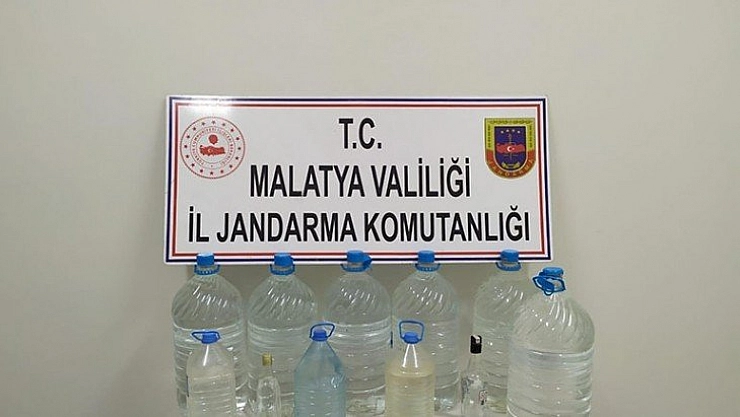 T.C.
MALATYA VALİLİĞİ
İL JANDARMA KOMUTANLIĞI